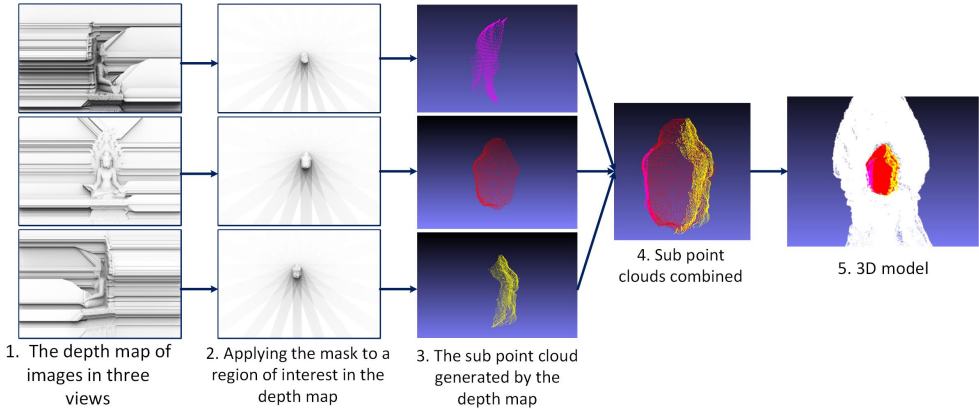 1. The depth map of
images in three
views
2. Applying the mask to a
region of interest in the
depth map
3. The sub point cloud
generated by the
depth map
4. Sub point
clouds combined
5. 3D model